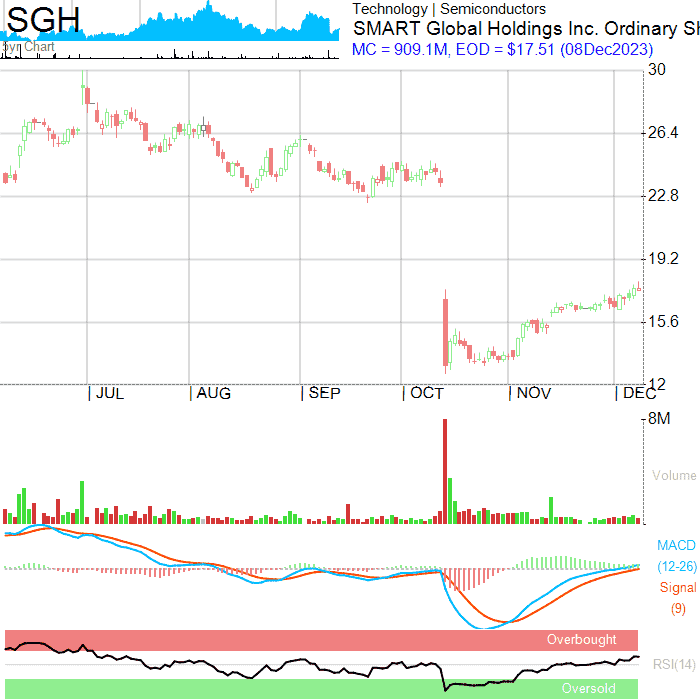 SGH
5yr Chart
Technology | Semiconductors
SMART Global Holdings Inc. Ordinary Sh
MC = 909.1M, EOD = $17.51 (08Dec2023)
30
26.4
22.8
19.2
15.6
12
| JUL | AUG | SEP | OCT | NOV | DEC
8M
Volume
MACD
(12-26)
Signal
(9)
Overbought
RSI(14)
Oversold